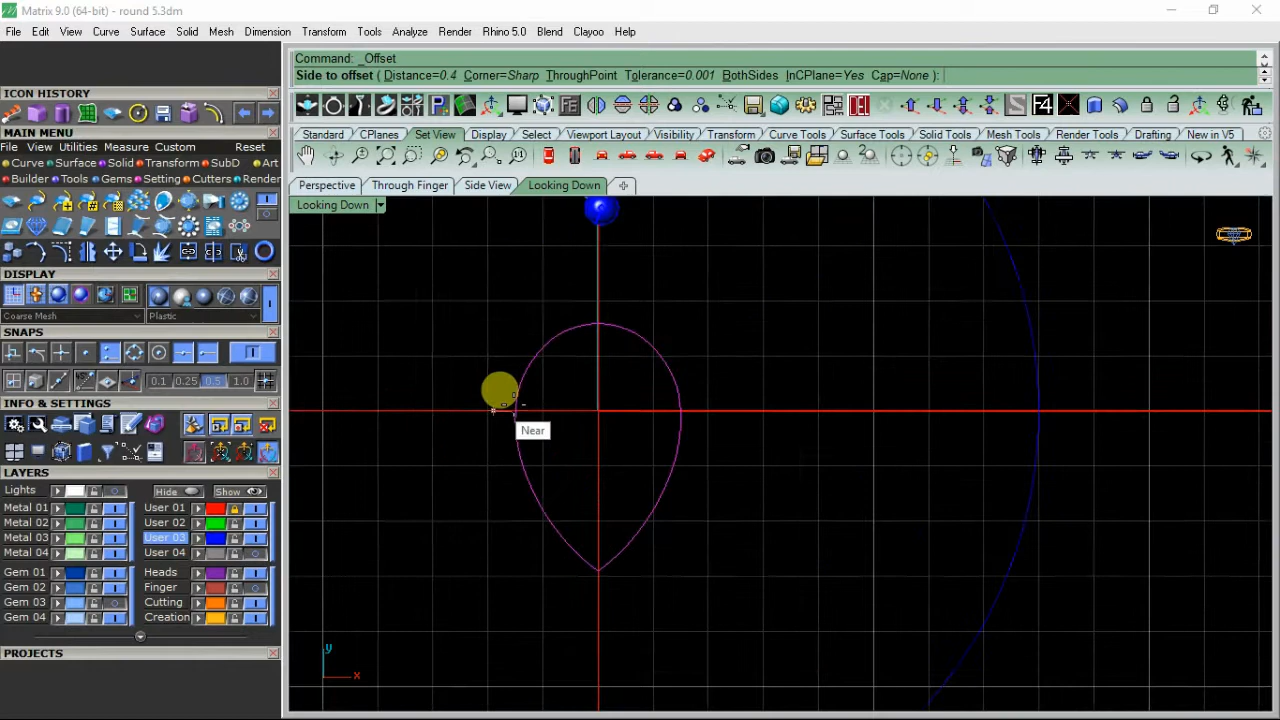 Matrix 9.0 (64-bit) - round 5.3dm
File Edit View Curve Surface Solid Mesh Dimension Transform Tools Analyze Render Rhino 5.0 Blend Clayoo Help
Command: _Offset
Side to offset ( Distance=0.4 Corner=Sharp ThroughPoint Tolerance=0.001 BothSides InCPlane=Yes Cap=None ):
ICON HISTORY
MAIN MENU
File Utilities Measure Custom Reset
Curve Surface Solid Transform SubD Art
Builder Tools Gems Setting Cutters Render
DISPLAY
Coarse Mesh Plastic
SNAPS
0.1 0.25 0.5 1.0
INFO & SETTINGS
LAYERS
Lights Hide Show
Metal 01 User 01
Metal 02 User 02
Metal 03 User 03
Metal 04 User 04
Gem 01 Heads
Gem 02 Finger
Gem 03 Cutting
Gem 04 Creation
PROJECTS
Standard CPlanes Set View Display Select Viewport Layout Visibility Transform Curve Tools Surface Tools Solid Tools Mesh Tools Render Tools Drafting New in V5
Perspective Through Finger Side View Looking Down
Looking Down
Near
y
x
F4